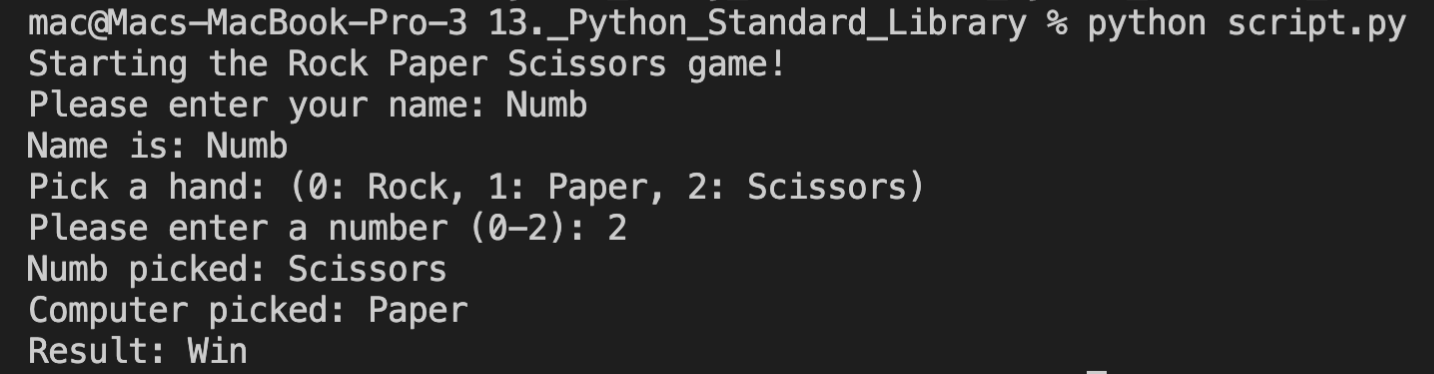 mac@Macs-MacBook-Pro-3 13._Python_Standard_Library % python script.py
Starting the Rock Paper Scissors game!
Please enter your name: Numb
Name is: Numb
Pick a hand: (0: Rock, 1: Paper, 2: Scissors)
Please enter a number (0-2): 2
Numb picked: Scissors
Computer picked: Paper
Result: Win